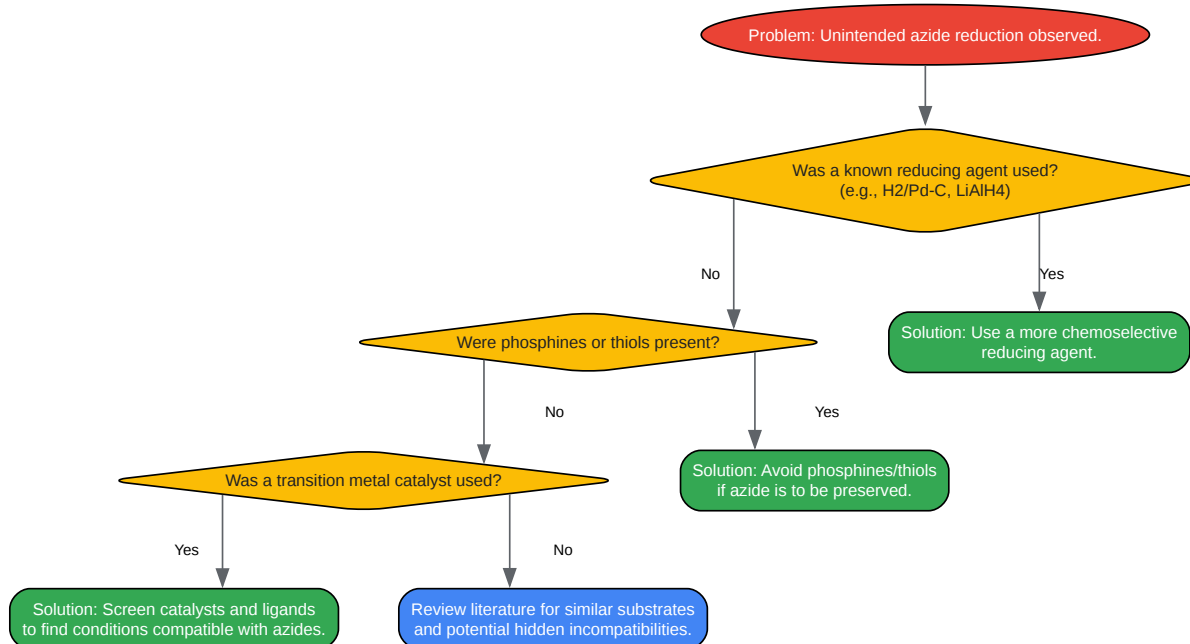 Problem: Unintended azide reduction observed.
Was a known reducing agent used?
(e.g., H2/Pd-C, LiAlH4)
No
Yes
Solution: Use a more chemoselective
reducing agent.
Were phosphines or thiols present?
No
Yes
Solution: Avoid phosphines/thiols
if azide is to be preserved.
Was a transition metal catalyst used?
Yes
No
Solution: Screen catalysts and ligands
to find conditions compatible with azides.
Review literature for similar substrates
and potential hidden incompatibilities.